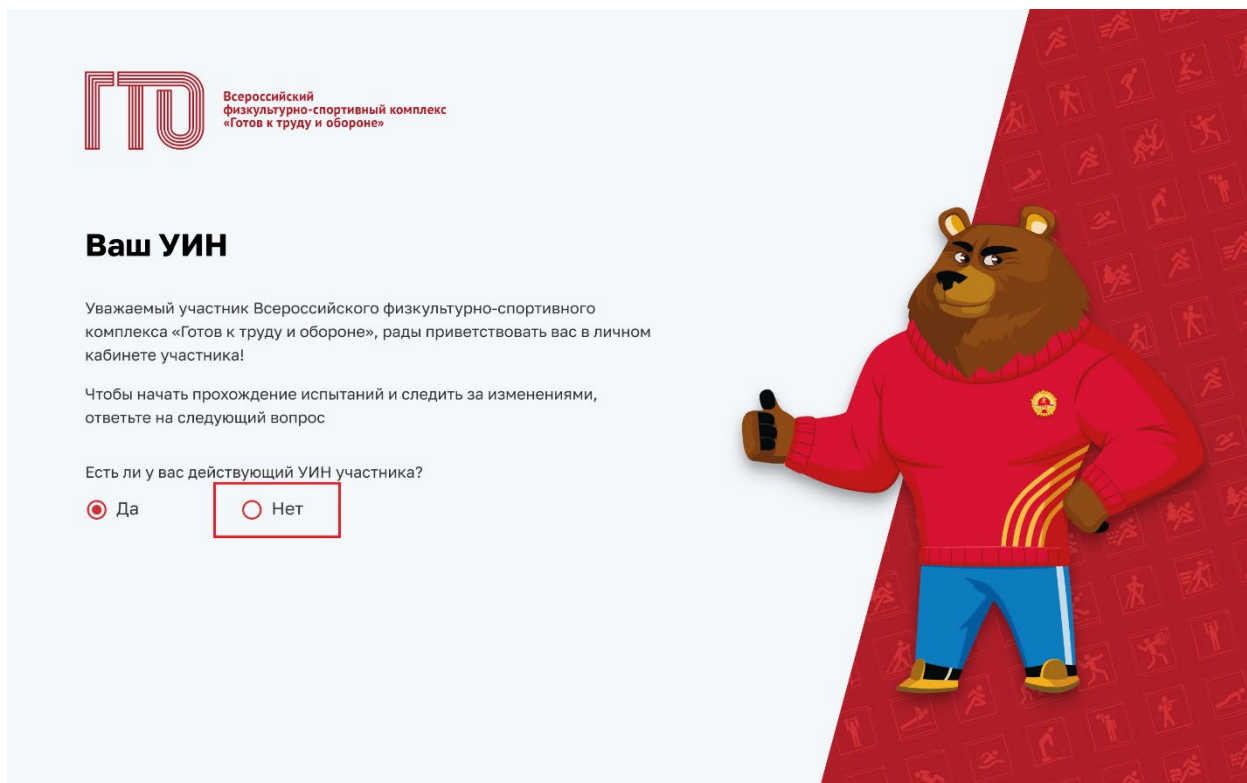 ГТО
Всероссийский
физкультурно-спортивный комплекс
«Готов к труду и обороне»
Ваш УИН
Уважаемый участник Всероссийского физкультурно-спортивного
комплекса «Готов к труду и обороне», рады приветствовать вас в личном
кабинете участника!
Чтобы начать прохождение испытаний и следить за изменениями,
ответьте на следующий вопрос
Есть ли у вас действующий УИН участника?
Да Нет